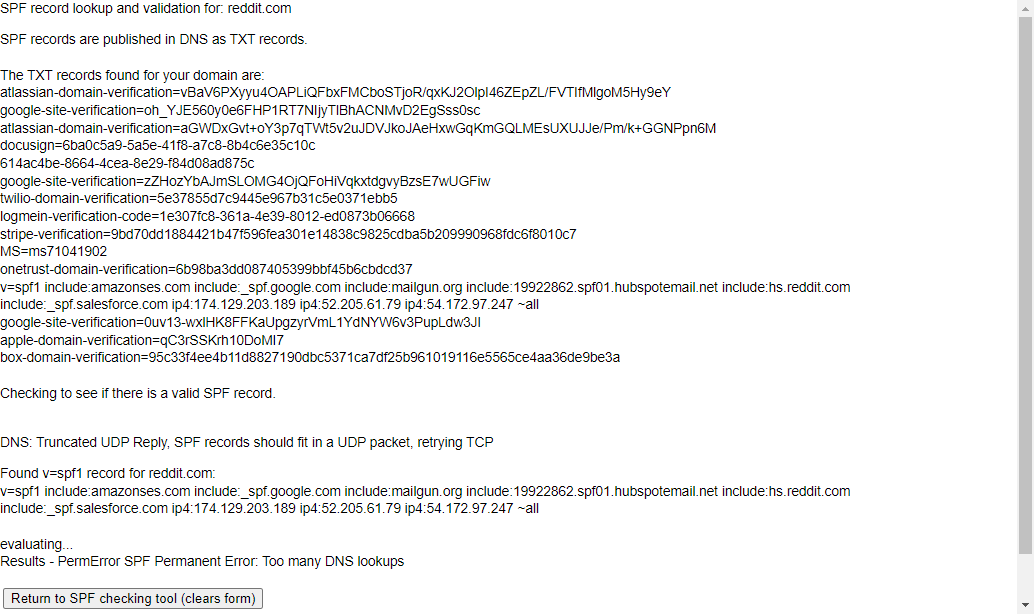 SPF record lookup and validation for: reddit.com
SPF records are published in DNS as TXT records.
The TXT records found for your domain are:
atlassian-domain-verification=vBaV6PXyyu4OAPLiQFbxFMCboSTjoR/qxKJ2OlpI46ZEpZL/FVTIfMlgoM5Hy9eY
google-site-verification=oh_YJE560y0e6FHP1RT7NIjyTlBhACNMvD2EgSss0sc
atlassian-domain-verification=aGWDxGvt+oY3p7qTWt5v2uJDVJkoJAeHxwGqKmGQLMEsUXUJJe/Pm/k+GGNPpn6M
docusign=6ba0c5a9-5a5e-41f8-a7c8-8b4c6e35c10c
614ac4be-8664-4cea-8e29-f84d08ad875c
google-site-verification=zZHozYbAJmSLOMG4OjQFoHiVqkxtdgvyBzsE7wUGFiw
twilio-domain-verification=5e37855d7c9445e967b31c5e0371ebb5
logmein-verification-code=1e307fc8-361a-4e39-8012-ed0873b06668
stripe-verification=9bd70dd1884421b47f596fea301e14838c9825cdba5b209990968fdc6f8010c7
MS=ms71041902
onetrust-domain-verification=6b98ba3dd087405399bbf45b6cbdcd37
v=spf1 include:amazonses.com include:_spf.google.com include:mailgun.org include:19922862.spf01.hubspotemail.net include:hs.reddit.com
include:_spf.salesforce.com ip4:174.129.203.189 ip4:52.205.61.79 ip4:54.172.97.247 ~all
google-site-verification=0uv13-wxlHK8FFKaUpgzyrVmL1YdNYW6v3PupLdw3JI
apple-domain-verification=qC3rSSKrh10DoMI7
box-domain-verification=95c33f4ee4b11d8827190dbc5371ca7df25b961019116e5565ce4aa36de9be3a
Checking to see if there is a valid SPF record.
DNS: Truncated UDP Reply, SPF records should fit in a UDP packet, retrying TCP
Found v=spf1 record for reddit.com:
v=spf1 include:amazonses.com include:_spf.google.com include:mailgun.org include:19922862.spf01.hubspotemail.net include:hs.reddit.com
include:_spf.salesforce.com ip4:174.129.203.189 ip4:52.205.61.79 ip4:54.172.97.247 ~all
evaluating...
Results - PermError SPF Permanent Error: Too many DNS lookups
Return to SPF checking tool (clears form)